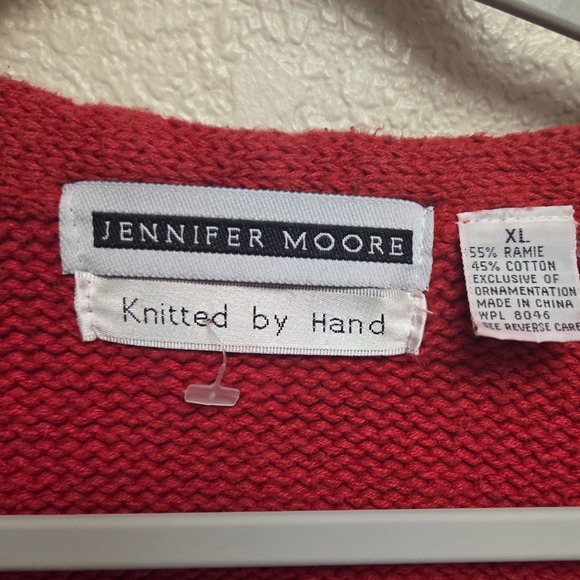 JENNIFER MOORE
Knitted by Hand
XL
55% RAMIE
45% COTTON
EXCLUSIVE OF
ORNAMENTATION
MADE IN CHINA
WPL 8046
SEE REVERSE CARE